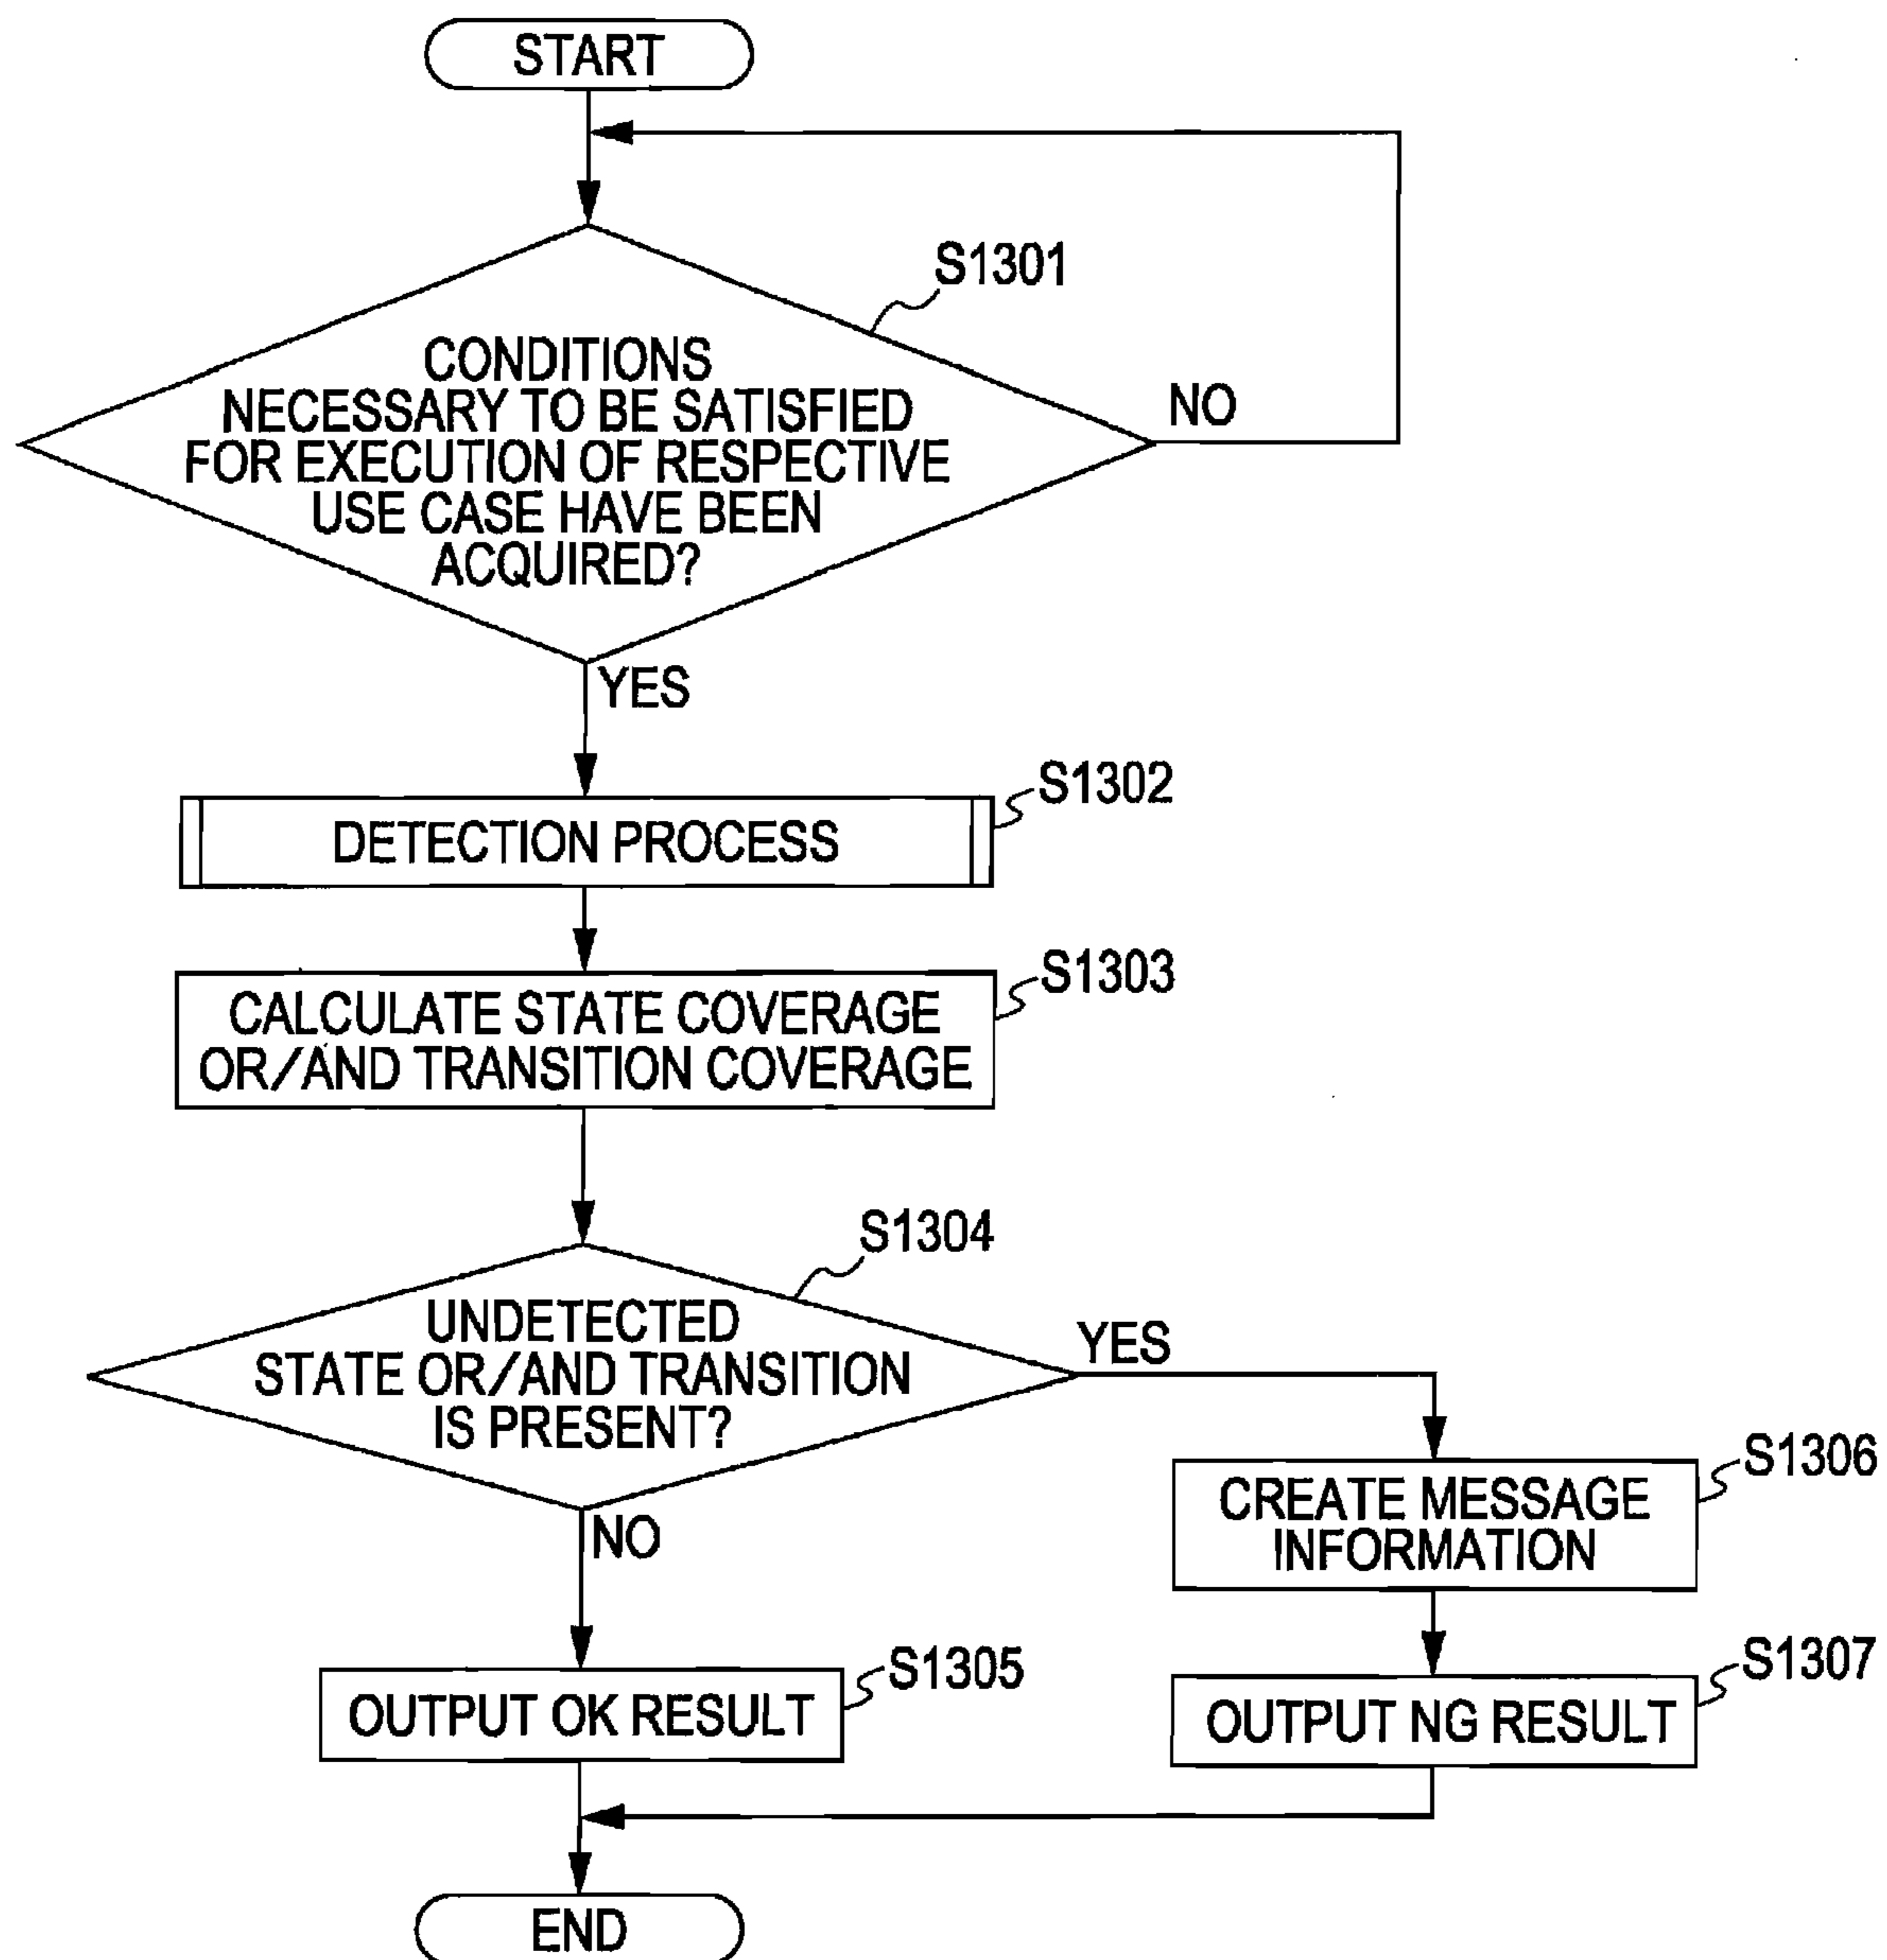 START
S1301
CONDITIONS
NECESSARY TO BE SATISFIED
FOR EXECUTION OF RESPECTIVE
USE CASE HAVE BEEN
ACQUIRED?
NO
YES
S1302
DETECTION PROCESS
S1303
CALCULATE STATE COVERAGE
OR/AND TRANSITION COVERAGE
S1304
UNDETECTED
STATE OR/AND TRANSITION
IS PRESENT?
YES
NO
S1306
CREATE MESSAGE
INFORMATION
S1305
OUTPUT OK RESULT
S1307
OUTPUT NG RESULT
END